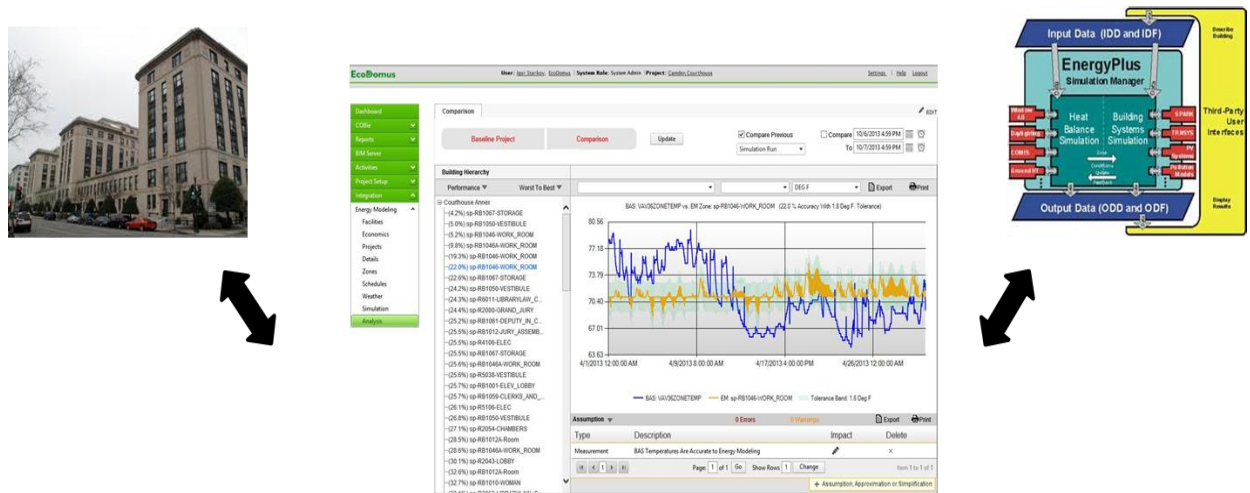 EcoDomus
User: Igor Starkov, EcoDomus | System Role: System Admin | Project: Camden Courthouse
Settings | Help Logout
Dashboard
COBie
Reports
BIM Server
Activities
Project Setup
Integration
Energy Modeling
Facilities
Economics
Projects
Details
Zones
Schedules
Weather
Simulation
Analysis
Comparison
EDIT
Baseline Project
Comparison
Update
Compare Previous
Simulation Run
Compare 10/6/2013 4:59 PM
To 10/7/2013 4:59 PM
Building Hierarchy
Performance Worst To Best
DEG F
Export Print
Courthouse Annex
(4.2%) sp-RB1067-STORAGE
(5.0%) sp-RB1050-VESTIBULE
(5.2%) sp-RB1046-WORK_ROOM
(9.8%) sp-RB1046A-WORK_ROOM
(19.3%) sp-RB1046-WORK_ROOM
(22.0%) sp-RB1046-WORK_ROOM
(22.6%) sp-RB1067-STORAGE
(24.2%) sp-RB1050-VESTIBULE
(24.3%) sp-R6011-LIBRARYLAW_C...
(24.4%) sp-R2080-GRAND_JURY
(25.2%) sp-RB1061-DEPUTY_IN_C...
(25.5%) sp-RB1012-JURY_ASSEMB...
(25.5%) sp-R4106-ELEC
(25.5%) sp-RB1067-STORAGE
(25.6%) sp-RB1046A-WORK_ROOM
(25.6%) sp-R5038-VESTIBULE
(25.7%) sp-RB1001-ELEV_LOBBY
(25.7%) sp-RB1059-CLERKS_AND_...
(26.1%) sp-R5106-ELEC
(26.8%) sp-RB1050-VESTIBULE
(27.1%) sp-R2054-CHAMBERS
(28.5%) sp-RB1012A-Room
(28.6%) sp-RB1046A-WORK_ROOM
(30.1%) sp-R2043-LOBBY
(32.6%) sp-RB1012A-Room
(32.7%) sp-RB1010-WOMAN
BAS: VAV36ZONETEMP vs. EM Zone: sp-RB1046-WORK_ROOM (22.0 % Accuracy With 1.8 Deg F. Tolerance)
80.56
77.18
73.79
70.40
67.01
63.63
4/1/2013 12:00:00 AM
4/9/2013 8:00:00 AM
4/17/2013 4:00:00 PM
4/26/2013 12:00:00 AM
BAS: VAV36ZONETEMP
EM: sp-RB1046-WORK_ROOM
Tolerance Band: 1.8 Deg F
Assumption
0 Errors
0 Warnings
Export Print
Type Description Impact Delete
Measurement BAS Temperatures Are Accurate to Energy Modeling
1
Page: 1 of 1 Go Show Rows 1 Change
Item 1 to 1 of 1
+ Assumption, Approximation or Simplification
Input Data (IDD and IDF)
Describe
Building
EnergyPlus
Simulation Manager
Heat
Balance
Simulation
Building
Systems
Simulation
Daylighting
COMIS
SPARK
TRNSYS
PV
Systems
Third-Party
User
Interfaces
Output Data (ODD and ODF)
Display
Results